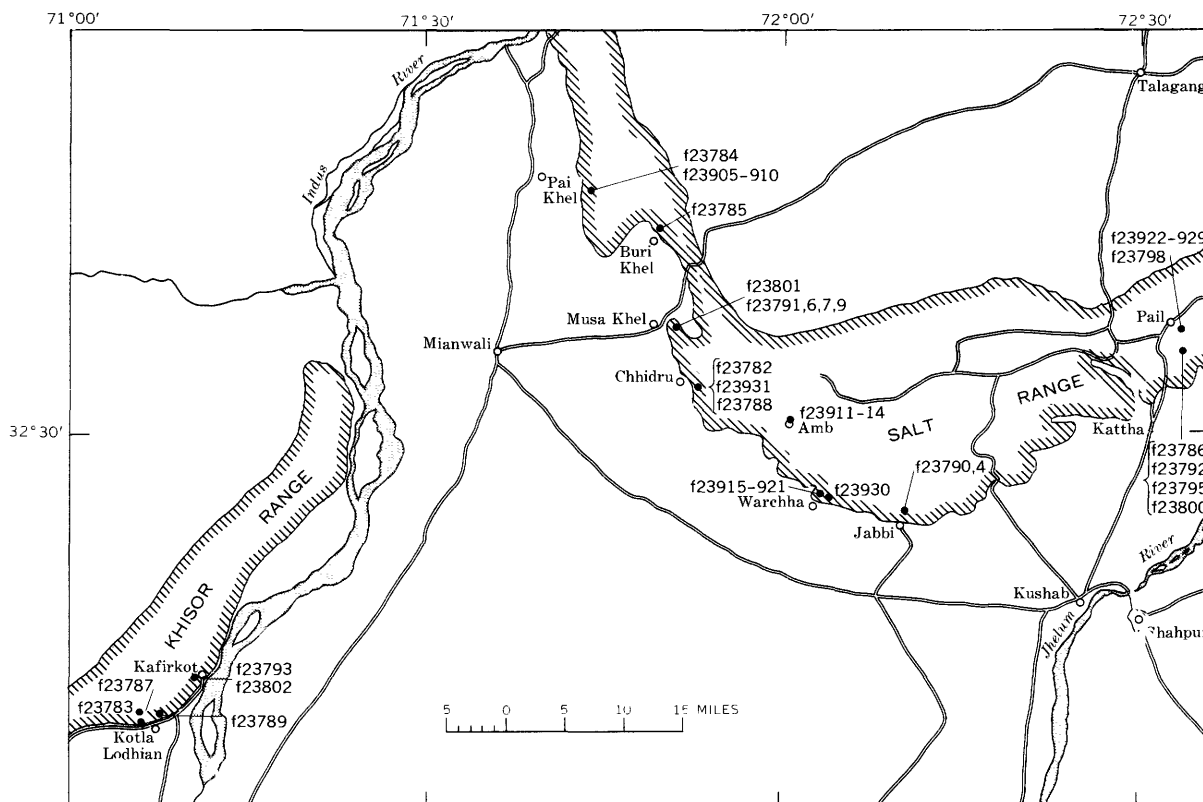 71°00′
71°30′
72°00′
72°30′
River
Indus
Talagang
f23784
f23905-910
Pai
Khel
f23785
Buri
Khel
f23922-929
f23798
f23801
f23791,6,7,9
Musa Khel
Pail
Mianwali
Chhidru
f23782
f23931
f23788
RANGE
f23911-14
Amb
SALT
Kattha
32°30′
f23786
f23792
f23795
f23800
f23790,4
f23915-921
f23930
Warchha
Jabbi
RANGE
KHISOR
River
Kushab
Jhelum
Shahpu
Kafirkot
f23793
f23802
f23787
f23783
f23789
Kotla
Lodhian
5 0 5 10 15 MILES